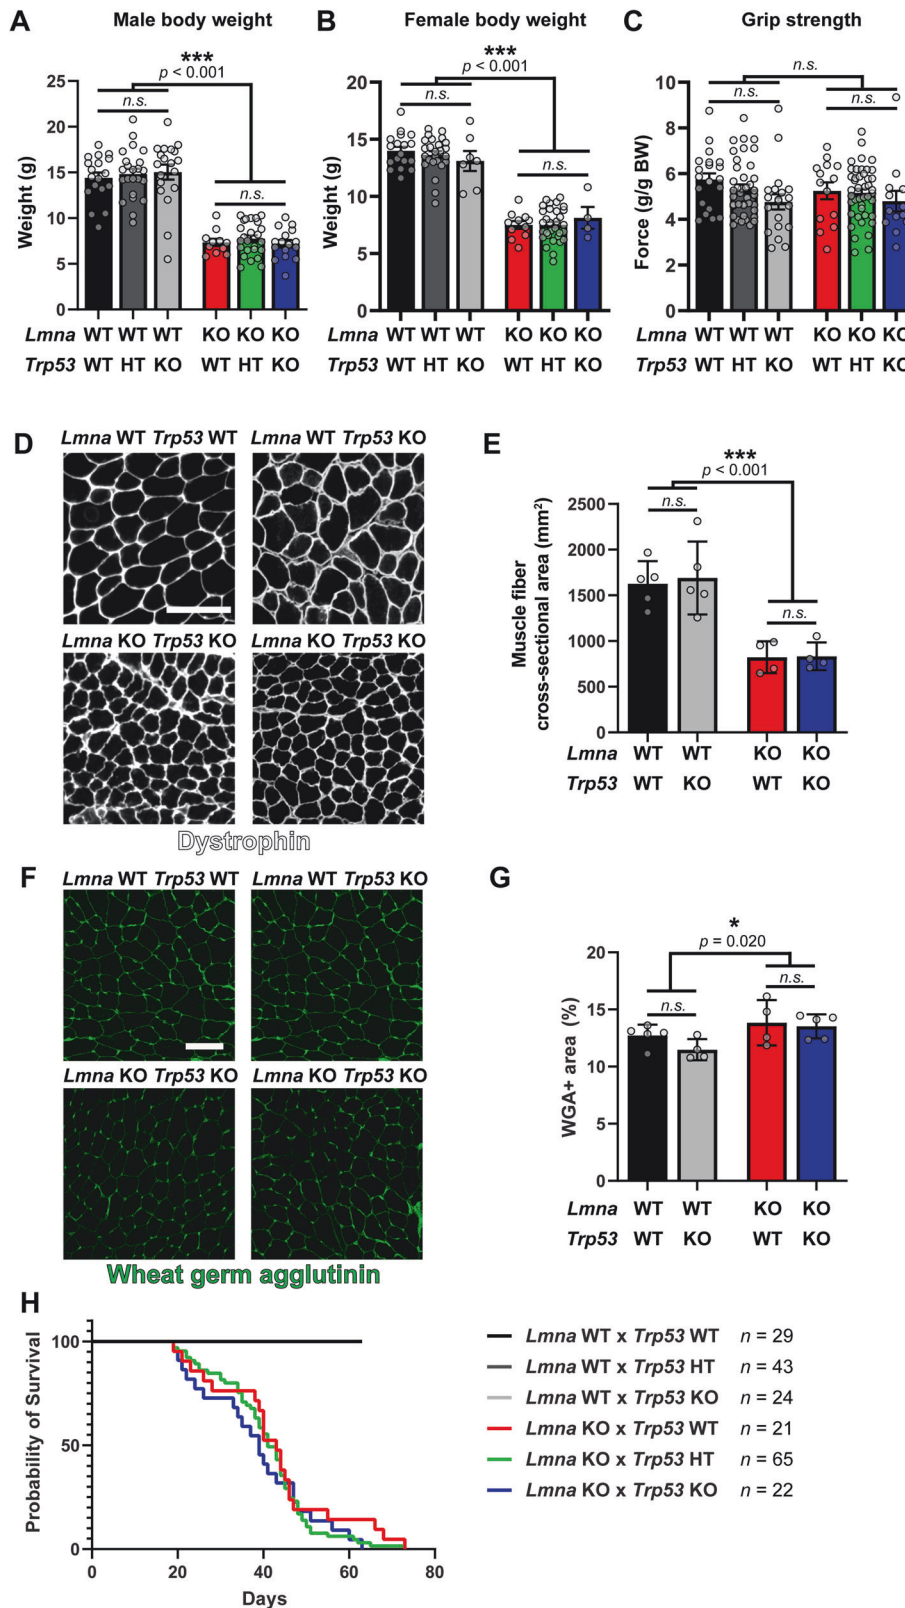 A Male body weight
B Female body weight
C Grip strength
***
p < 0.001
n.s.
n.s.
Weight (g)
25
20
15
10
5
0
Lmna WT WT WT KO KO KO
Trp53 WT HT KO WT HT KO
***
p < 0.001
n.s.
n.s.
Weight (g)
20
15
10
5
0
WT WT WT KO KO KO
WT HT KO WT HT KO
n.s.
n.s.
n.s.
Force (g/g BW)
10
8
6
4
2
0
Lmna WT WT WT KO KO KO
Trp53 WT HT KO WT HT KO
D
Lmna WT Trp53 WT
Lmna WT Trp53 KO
Lmna KO Trp53 KO
Lmna KO Trp53 KO
Dystrophin
E
***
p < 0.001
n.s.
n.s.
Muscle fiber
cross-sectional area (mm²)
2500
2000
1500
1000
500
0
Lmna WT WT KO KO
Trp53 WT KO WT KO
F
Lmna WT Trp53 WT
Lmna WT Trp53 KO
Lmna KO Trp53 KO
Lmna KO Trp53 KO
Wheat germ agglutinin
G
*
p = 0.020
n.s.
n.s.
WGA+ area (%)
20
15
10
5
0
Lmna WT WT KO KO
Trp53 WT KO WT KO
H
Probability of Survival
100
50
0
0 20 40 60 80
Days
Lmna WT x Trp53 WT n = 29
Lmna WT x Trp53 HT n = 43
Lmna WT x Trp53 KO n = 24
Lmna KO x Trp53 WT n = 21
Lmna KO x Trp53 HT n = 65
Lmna KO x Trp53 KO n = 22